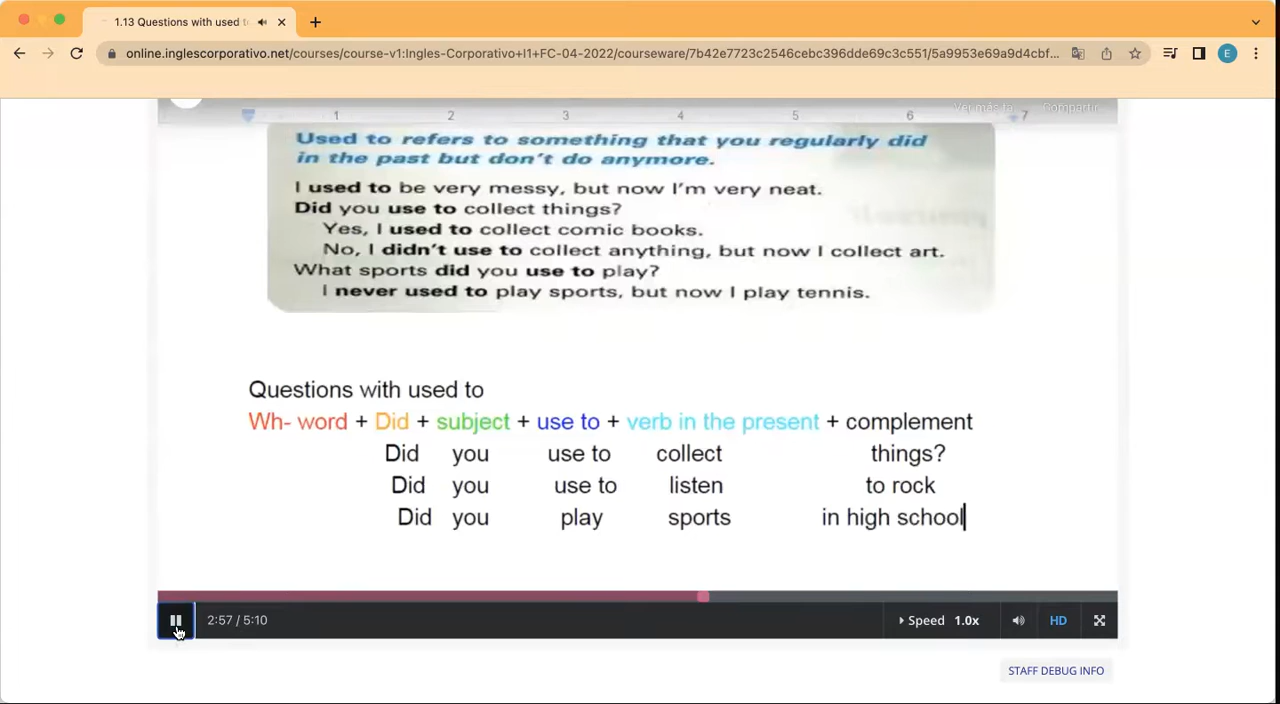 1.13 Questions with used t
online.inglescorporativo.net/courses/course-v1:Ingles-Corporativo+I1+FC-04-2022/courseware/7b42e7723c2546cebc396dde69c3c551/5a9953e69a9d4cbf...
E
Ver más ta... Compartir
1 2 3 4 5 6 7
Used to refers to something that you regularly did
in the past but don't do anymore.
I used to be very messy, but now I'm very neat.
Did you use to collect things?
Yes, I used to collect comic books.
No, I didn't use to collect anything, but now I collect art.
What sports did you use to play?
I never used to play sports, but now I play tennis.
Questions with used to
Wh- word + Did + subject + use to + verb in the present + complement
Did you use to collect things?
Did you use to listen to rock
Did you play sports in high school
2:57 / 5:10 Speed 1.0x HD
STAFF DEBUG INFO